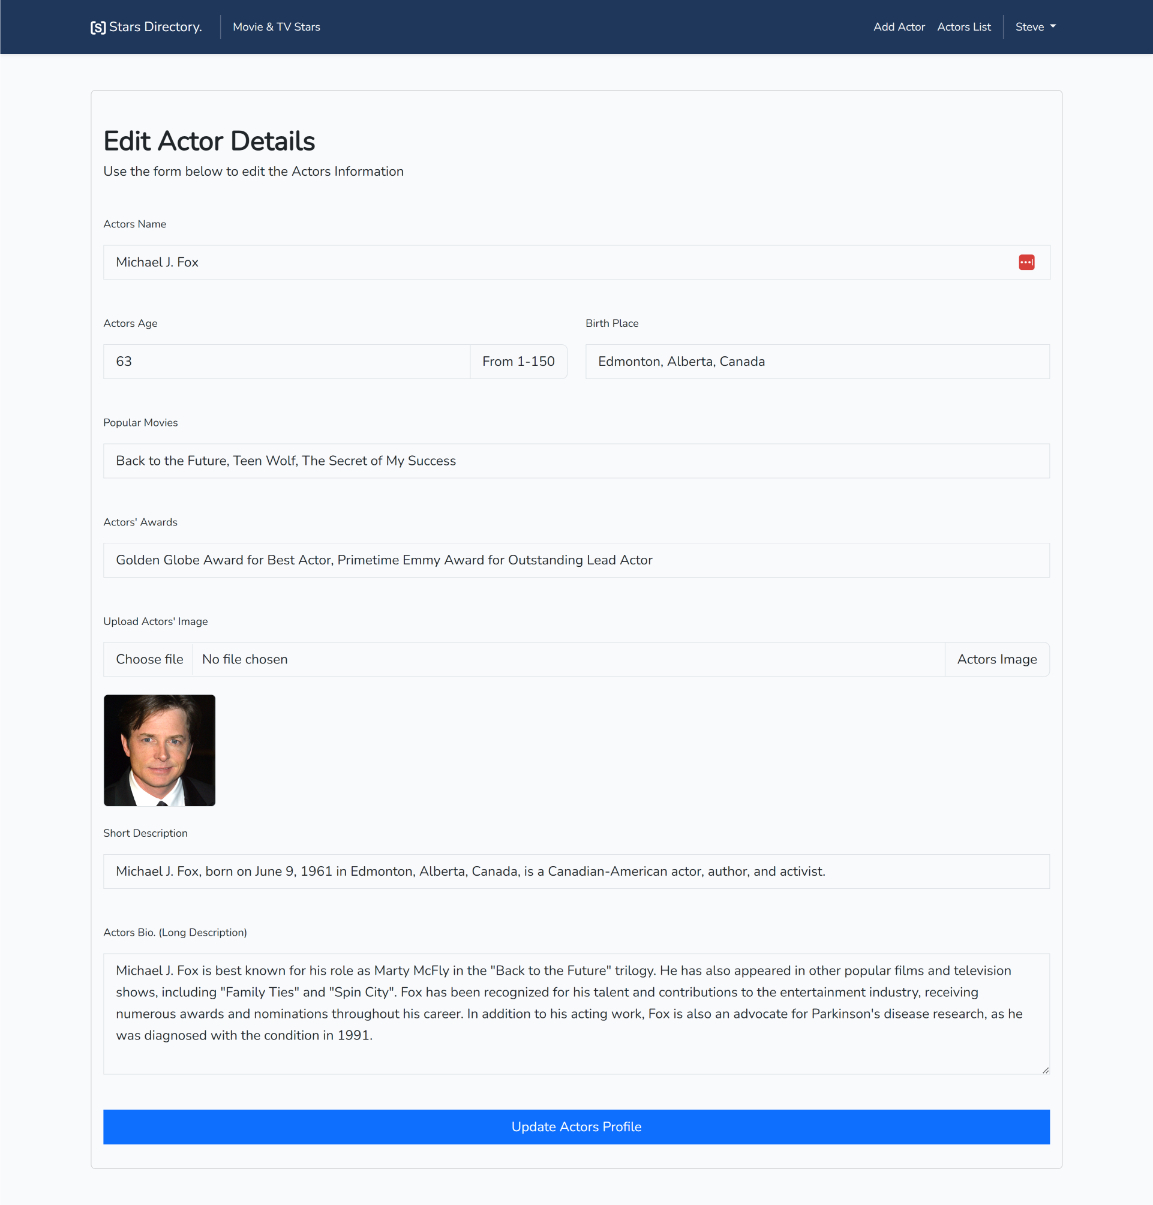 [S] Stars Directory.
Movie & TV Stars
Add Actor
Actors List
Steve
Edit Actor Details
Use the form below to edit the Actors Information
Actors Name
Michael J. Fox
Actors Age
Birth Place
63
From 1-150
Edmonton, Alberta, Canada
Popular Movies
Back to the Future, Teen Wolf, The Secret of My Success
Actors' Awards
Golden Globe Award for Best Actor, Primetime Emmy Award for Outstanding Lead Actor
Upload Actors' Image
Choose file
No file chosen
Actors Image
Short Description
Michael J. Fox, born on June 9, 1961 in Edmonton, Alberta, Canada, is a Canadian-American actor, author, and activist.
Actors Bio. (Long Description)
Michael J. Fox is best known for his role as Marty McFly in the "Back to the Future" trilogy. He has also appeared in other popular films and television
shows, including "Family Ties" and "Spin City". Fox has been recognized for his talent and contributions to the entertainment industry, receiving
numerous awards and nominations throughout his career. In addition to his acting work, Fox is also an advocate for Parkinson's disease research, as he
was diagnosed with the condition in 1991.
Update Actors Profile